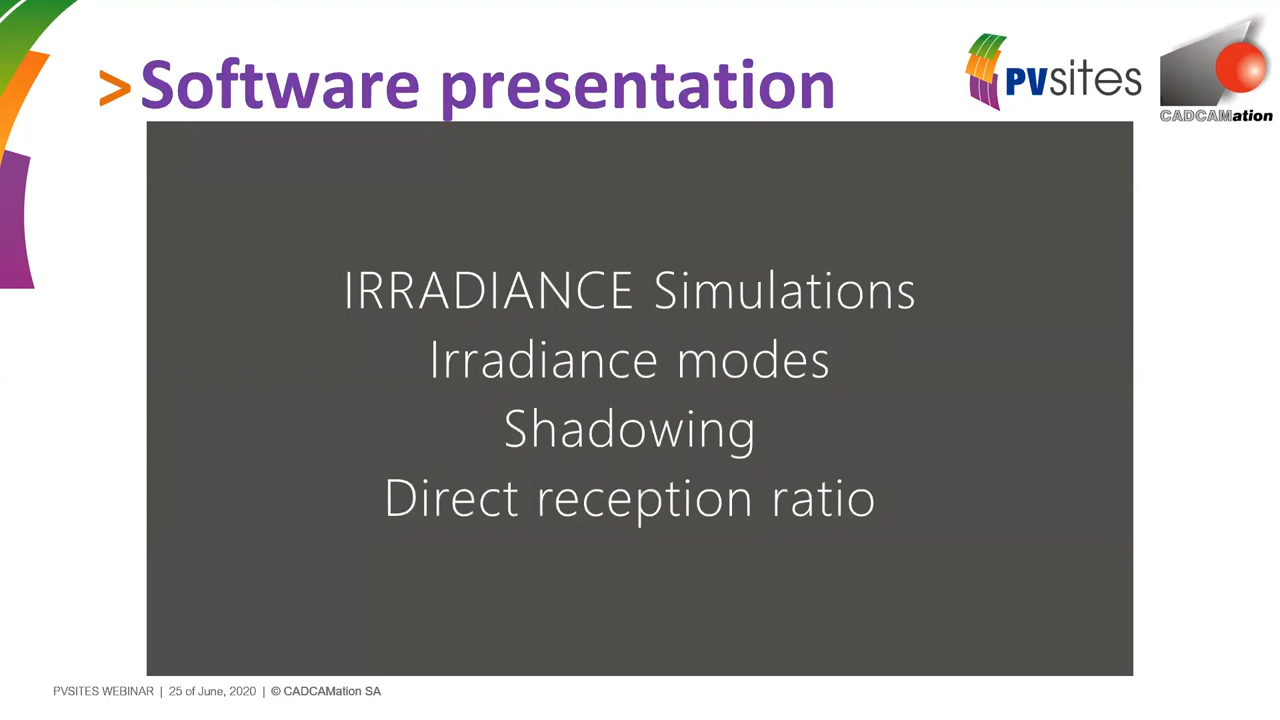 >Software presentation
PVsites
CADCAMation
IRRADIANCE Simulations
Irradiance modes
Shadowing
Direct reception ratio
PVSITES WEBINAR | 25 of June, 2020 | © CADCAMation SA